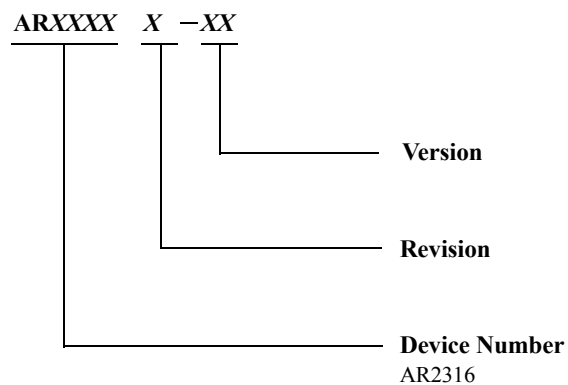 ARXXXX X –XX
Version
Revision
Device Number
AR2316